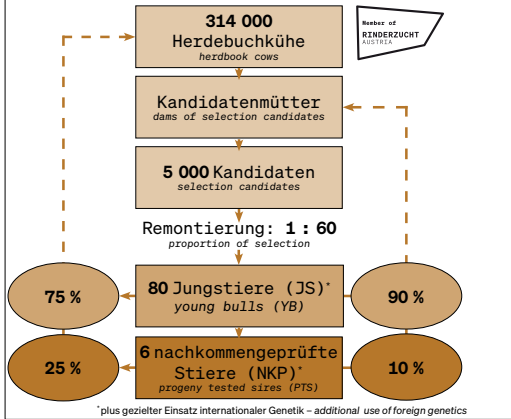 314 000
Herdebuchkühe
herdbook cows
Member of
RINDERZUCHT
AUSTRIA
Kandidatenmütter
dams of selection candidates
5 000 Kandidaten
selection candidates
Remontierung: 1 : 60
proportion of selection
75 %
80 Jungstiere (JS)*
young bulls (YB)
90 %
25 %
6 nachkommengeprüfte
Stiere (NKP)*
progeny tested sires (PTS)
10 %
*plus gezielter Einsatz internationaler Genetik – additional use of foreign genetics